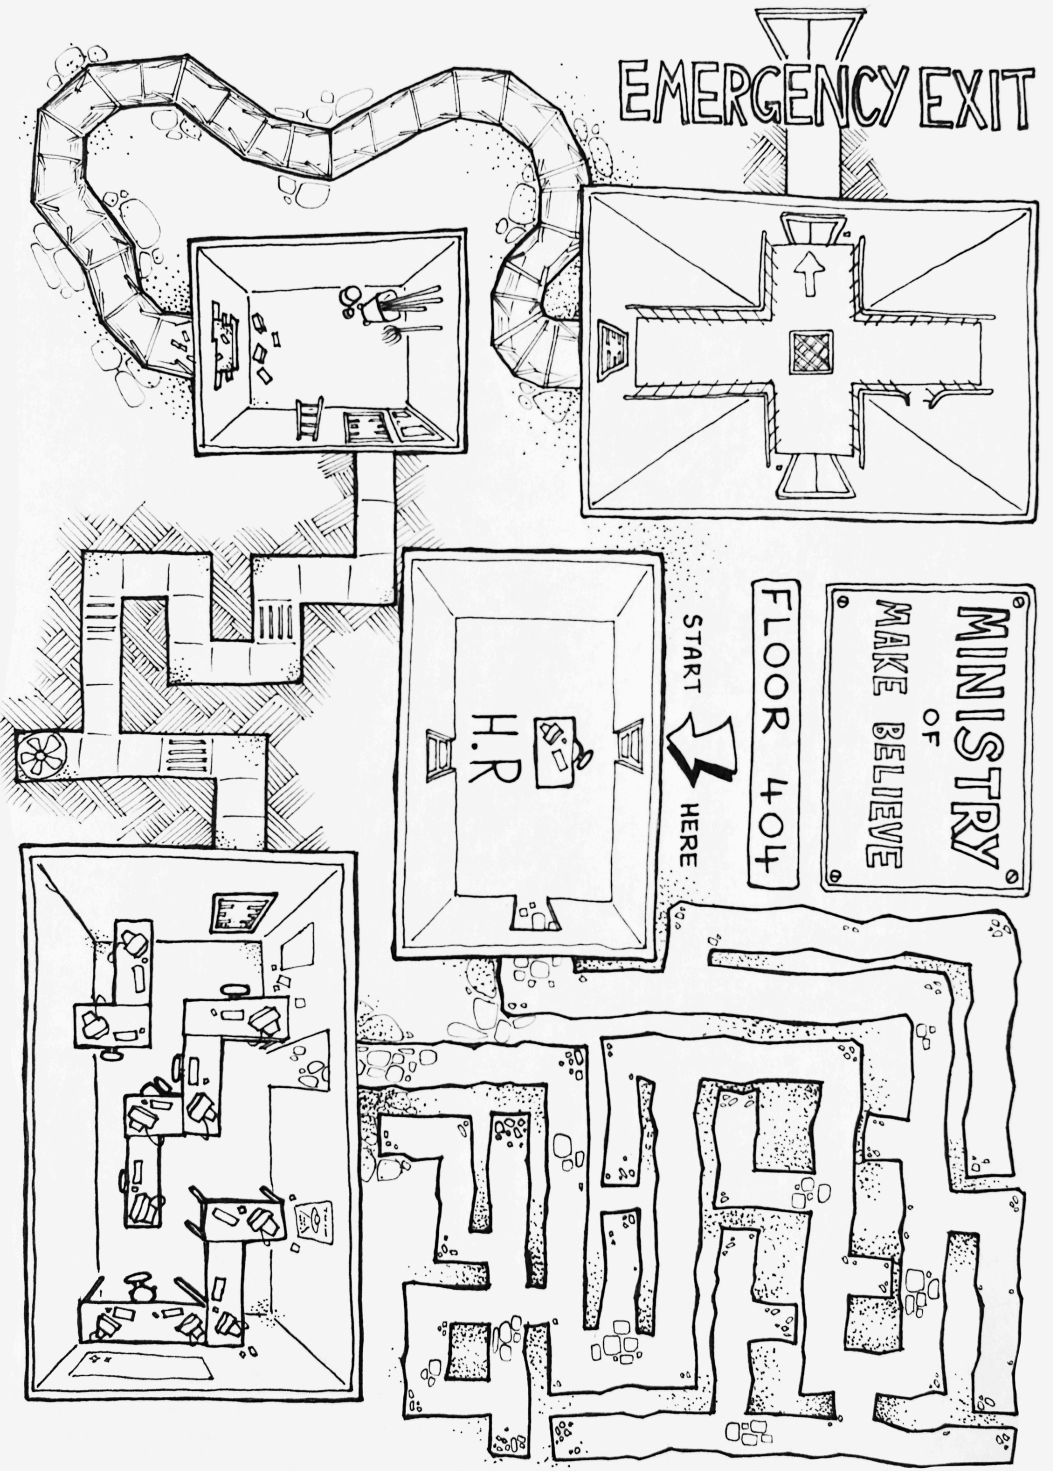 EMERGENCY EXIT
MINISTRY
OF
MAKE BELIEVE
FLOOR 404
START HERE
H.R